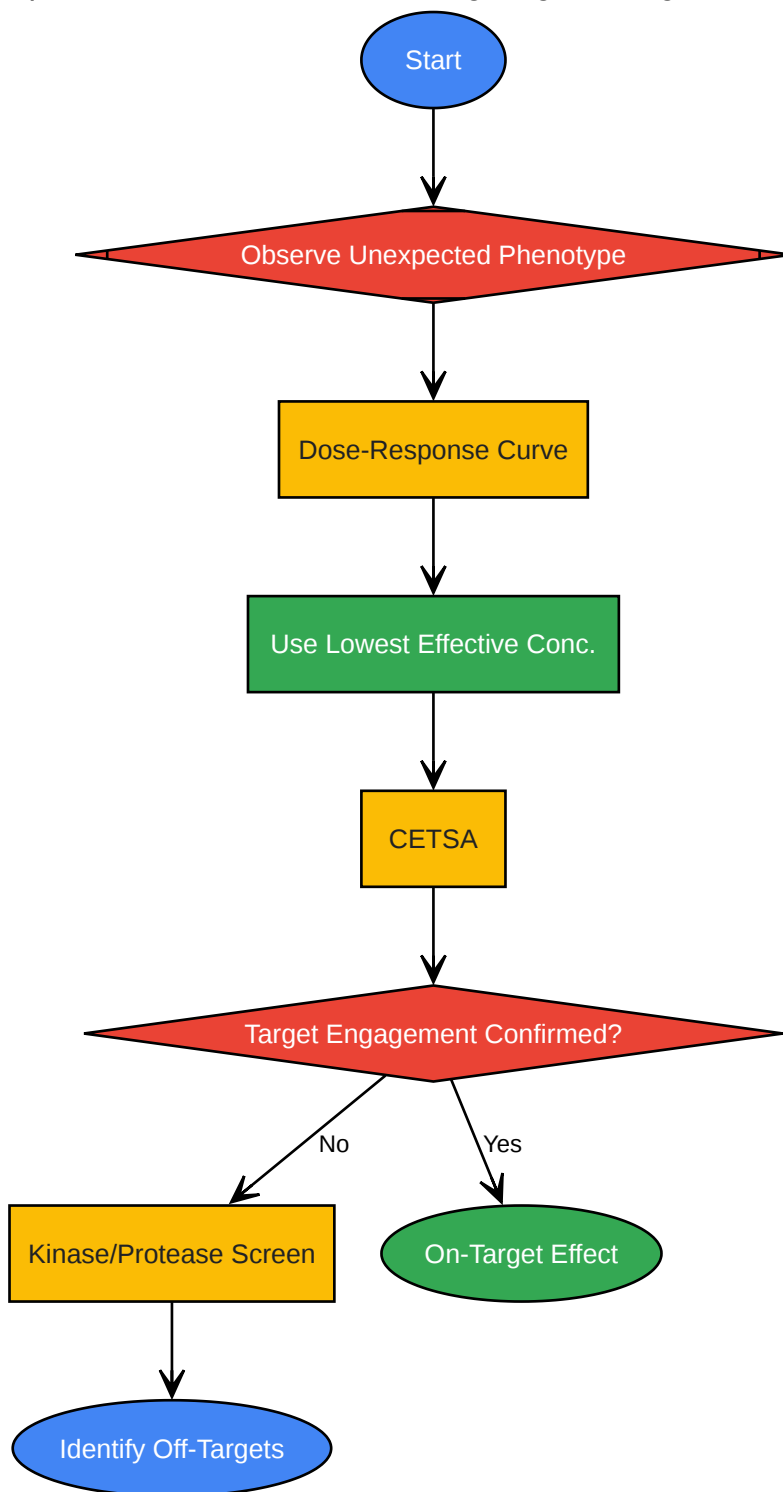 Start
Observe Unexpected Phenotype
Dose-Response Curve
Use Lowest Effective Conc.
CETSA
Target Engagement Confirmed?
No
Yes
Kinase/Protease Screen
On-Target Effect
Identify Off-Targets